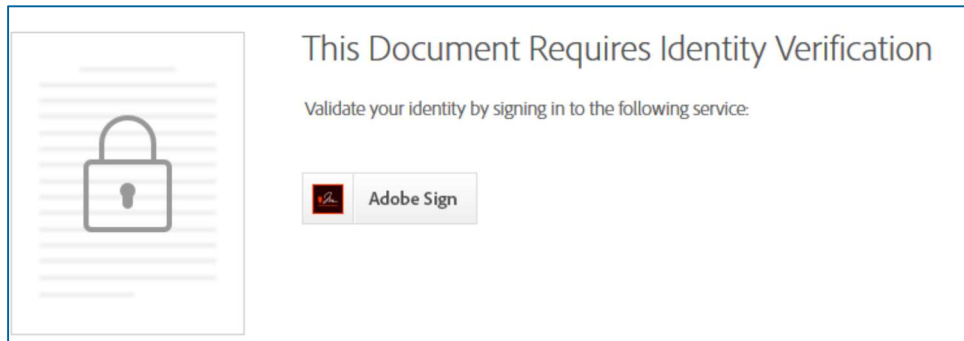 This Document Requires Identity Verification
Validate your identity by signing in to the following service:
Adobe Sign